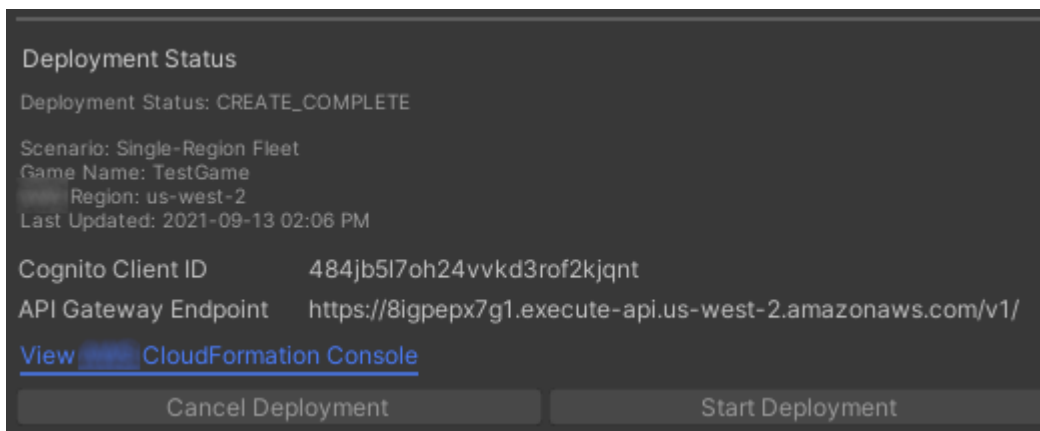 Deployment Status
Deployment Status: CREATE_COMPLETE
Scenario: Single-Region Fleet
Game Name: TestGame
Region: us-west-2
Last Updated: 2021-09-13 02:06 PM
Cognito Client ID 484jb5l7oh24vvkd3rof2kjqnt
API Gateway Endpoint https://8igpepx7g1.execute-api.us-west-2.amazonaws.com/v1/
View CloudFormation Console
Cancel Deployment Start Deployment